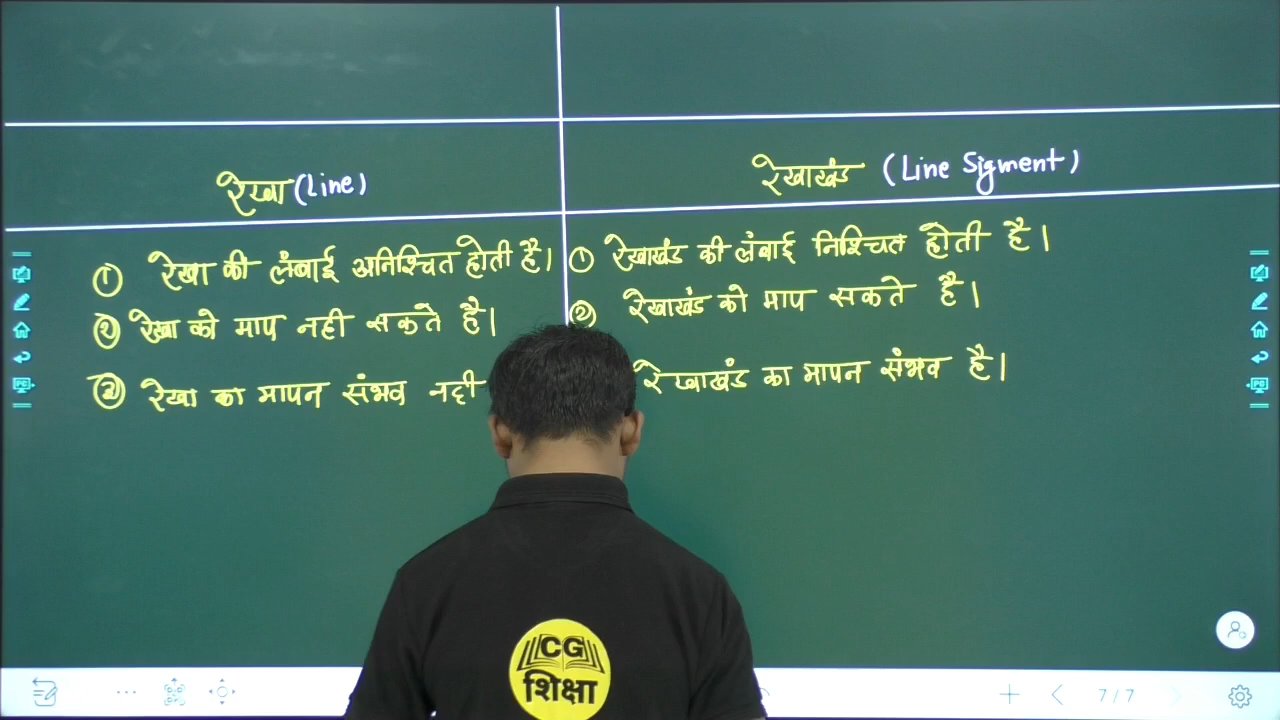 रेखा (Line)
रेखाखंड (Line Sigment)
① रेखा की लंबाई अनिश्चित होती है।
① रेखाखंड की लंबाई निश्चित होती है।
② रेखा को माप नही सकते है।
② रेखाखंड को माप सकते है।
③ रेखा का मापन संभव नही
रेखाखंड का मापन संभव है।
CG
शिक्षा
7/7